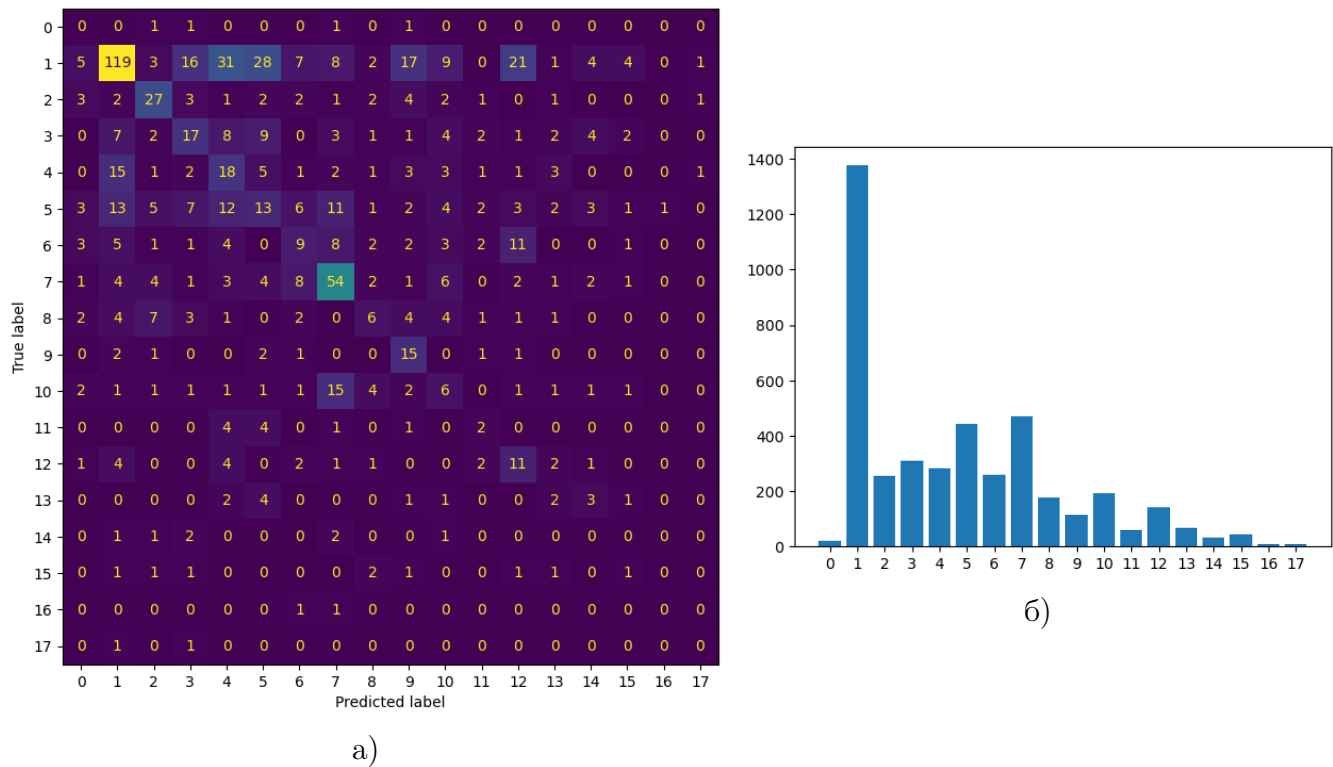 0 0 0 1 1 0 0 0 1 0 1 0 0 0 0 0 0 0 0
1 5 119 3 16 31 28 7 8 2 17 9 0 21 1 4 4 0 1
2 3 2 27 3 1 2 2 1 2 4 2 1 0 1 0 0 0 1
3 0 7 2 17 8 9 0 3 1 1 4 2 1 2 4 2 0 0
4 0 15 1 2 18 5 1 2 1 3 3 1 1 3 0 0 0 1
5 3 13 5 7 12 13 6 11 1 2 4 2 3 2 3 1 1 0
6 3 5 1 1 4 0 9 8 2 2 3 2 11 0 0 1 0 0
7 1 4 4 1 3 4 8 54 2 1 6 0 2 1 2 1 0 0
8 2 4 7 3 1 0 2 0 6 4 4 1 1 1 0 0 0 0
9 0 2 1 0 0 2 1 0 0 15 0 1 1 0 0 0 0 0
10 2 1 1 1 1 1 1 15 4 2 6 0 1 1 1 1 0 0
11 0 0 0 0 4 4 0 1 0 1 0 2 0 0 0 0 0 0
12 1 4 0 0 4 0 2 1 1 0 0 2 11 2 1 0 0 0
13 0 0 0 0 2 4 0 0 0 1 1 0 0 2 3 1 0 0
14 0 1 1 2 0 0 0 2 0 0 1 0 0 0 0 0 0 0
15 0 1 1 1 0 0 0 0 2 1 0 0 1 1 0 1 0 0
16 0 0 0 0 0 0 1 1 0 0 0 0 0 0 0 0 0 0
17 0 1 0 1 0 0 0 0 0 0 0 0 0 0 0 0 0 0
0 1 2 3 4 5 6 7 8 9 10 11 12 13 14 15 16 17
True label
Predicted label
а)
1400
1200
1000
800
600
400
200
0
0 1 2 3 4 5 6 7 8 9 10 11 12 13 14 15 16 17
б)